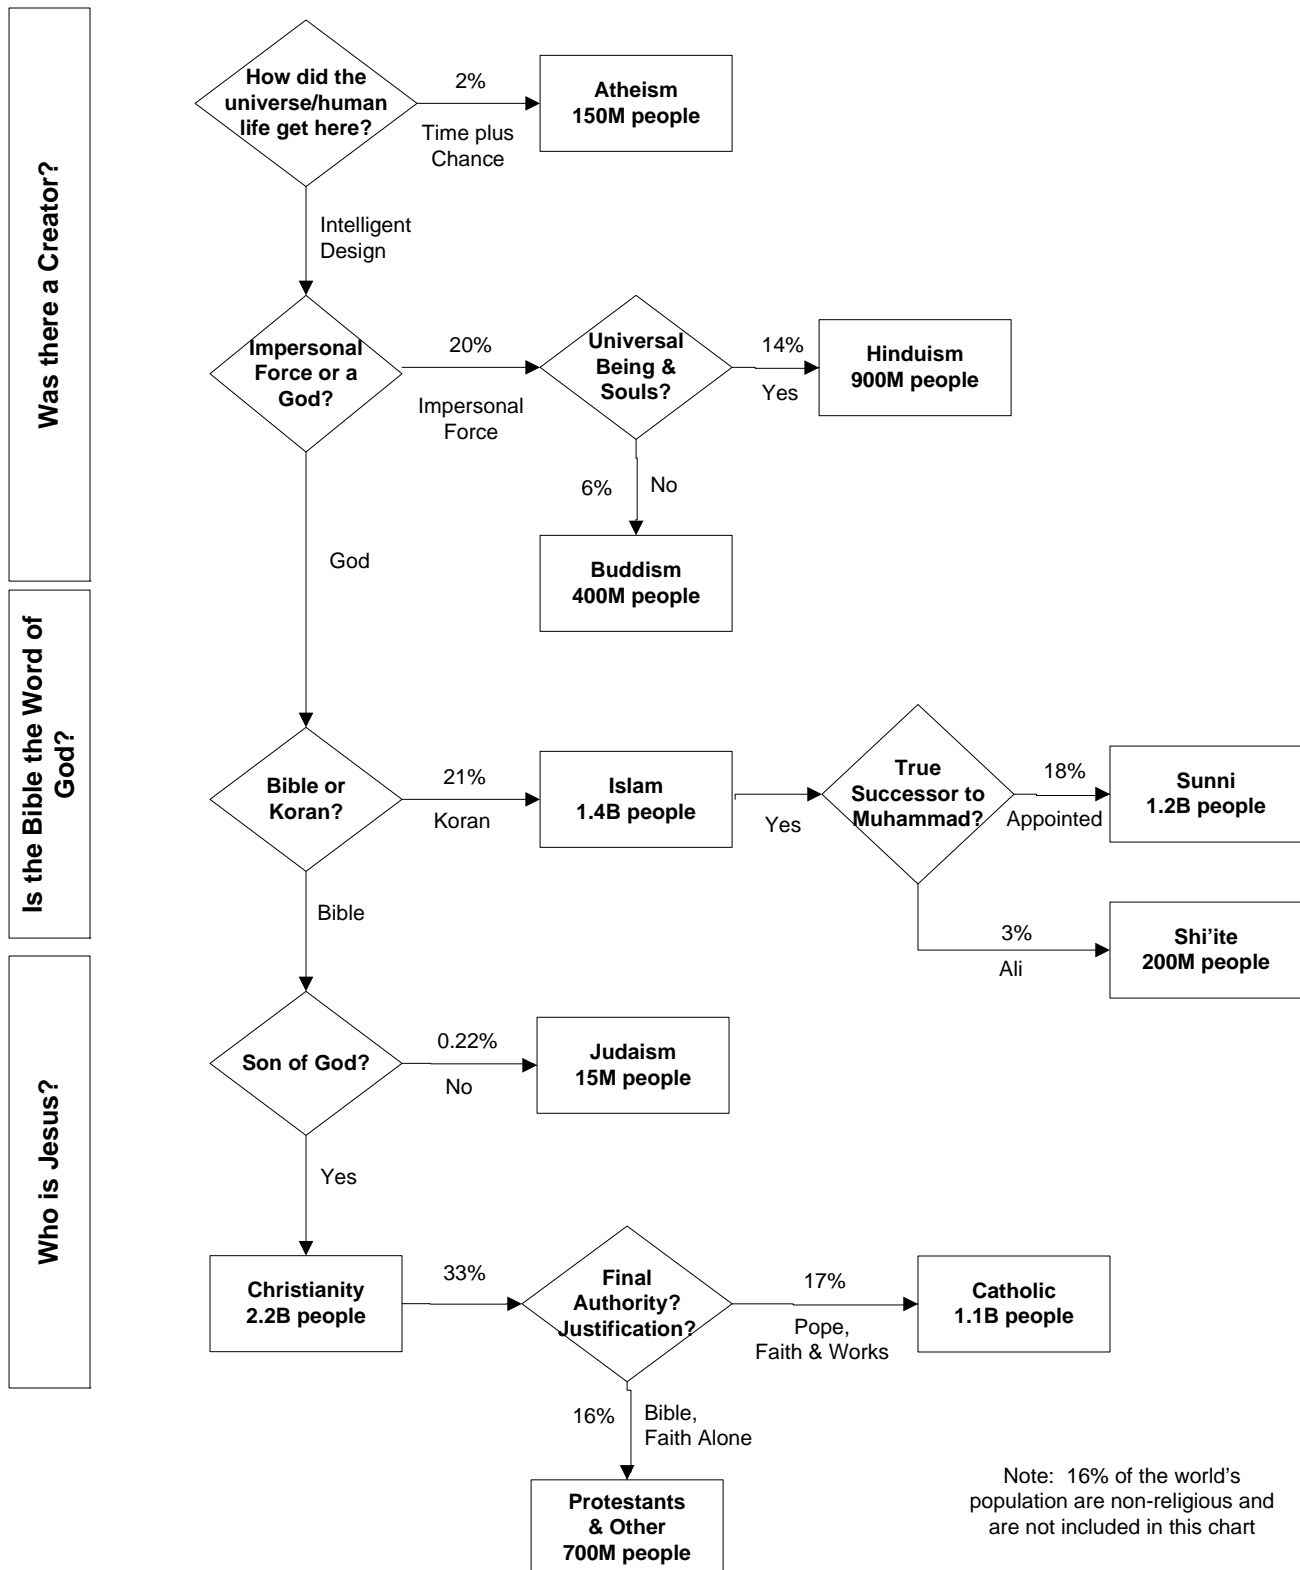 Was there a Creator?
How did the
universe/human
life get here?
2%
Time plus
Chance
Atheism
150M people
Intelligent
Design
Impersonal
Force or a
God?
20%
Impersonal
Force
Universal
Being &
Souls?
14%
Yes
Hinduism
900M people
6%
No
Buddism
400M people
God
Is the Bible the Word of
God?
Bible or
Koran?
21%
Koran
Islam
1.4B people
Yes
True
Successor to
Muhammad?
18%
Appointed
Sunni
1.2B people
3%
Ali
Shi'ite
200M people
Bible
Who is Jesus?
Son of God?
0.22%
No
Judaism
15M people
Yes
Christianity
2.2B people
33%
Final
Authority?
Justification?
17%
Pope,
Faith & Works
Catholic
1.1B people
16%
Bible,
Faith Alone
Protestants
& Other
700M people
Note: 16% of the world's
population are non-religious and
are not included in this chart